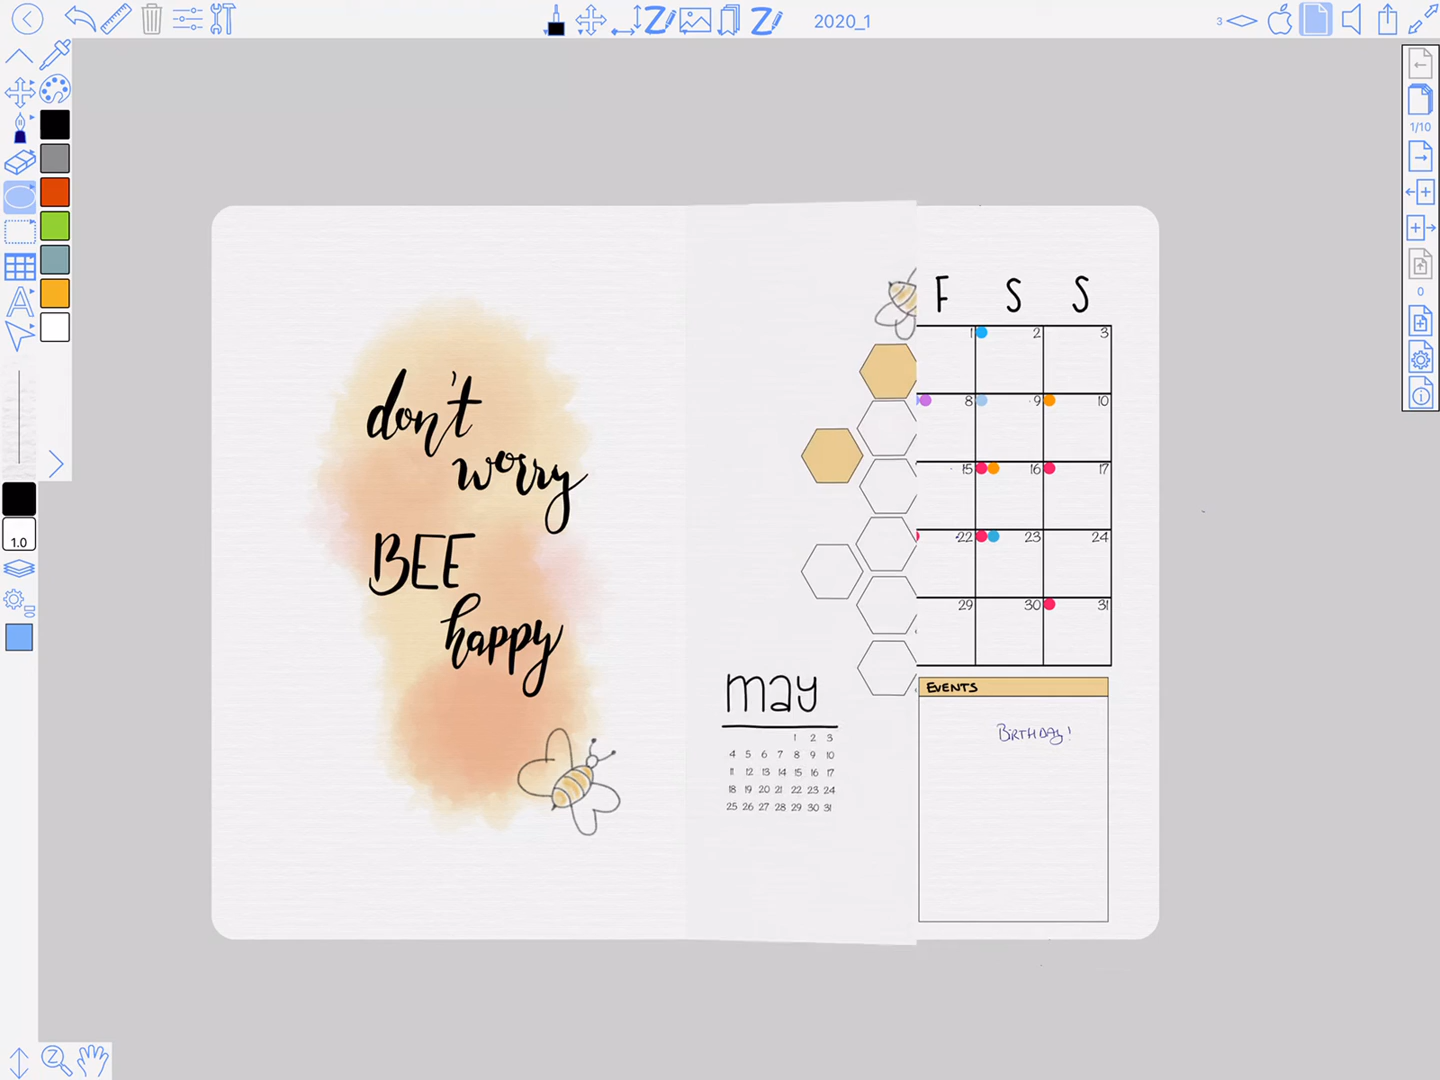 3
2020_1
1/10
0
A
1.0
Z
don't
worry
BEE
happy
may
1 2 3
4 5 6 7 8 9 10
11 12 13 14 15 16 17
18 19 20 21 22 23 24
25 26 27 28 29 30 31
F S S
1 2 3
8 9 10
15 16 17
22 23 24
29 30 31
EVENTS
BIRTHDAY!